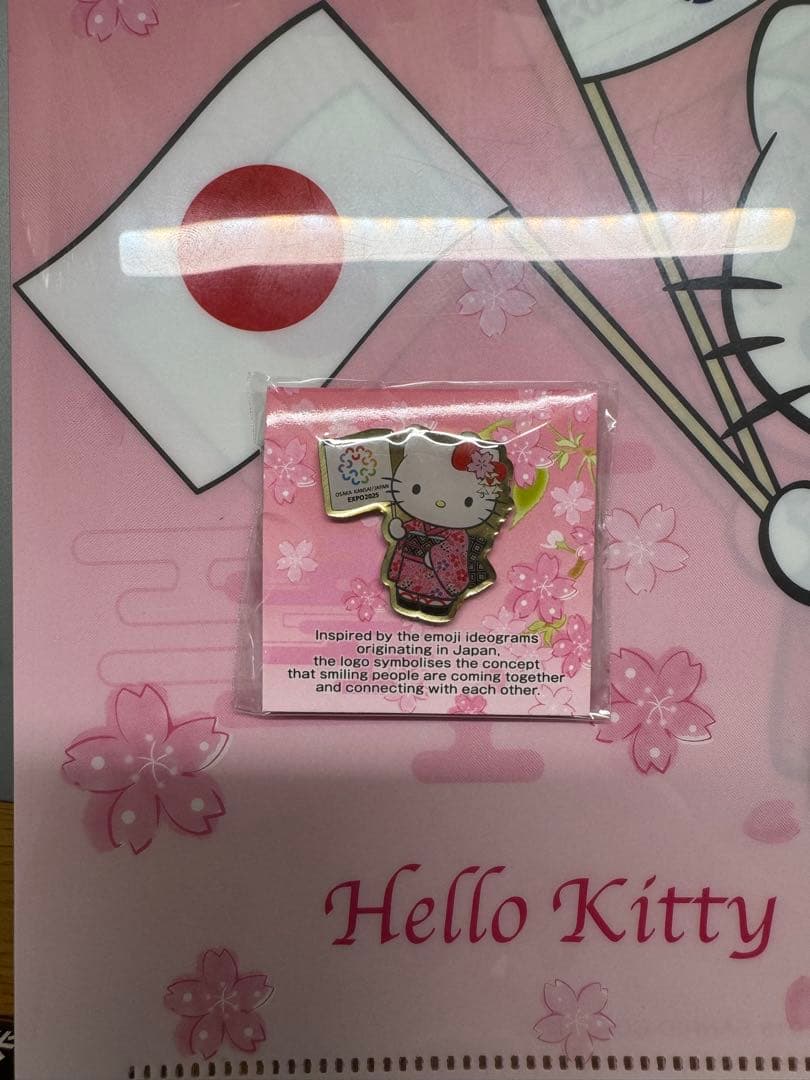 OSAKA, KANSAI, JAPAN
EXPO2025
Inspired by the emoji ideograms
originating in Japan,
the logo symbolises the concept
that smiling people are coming together
and connecting with each other.
Hello Kitty